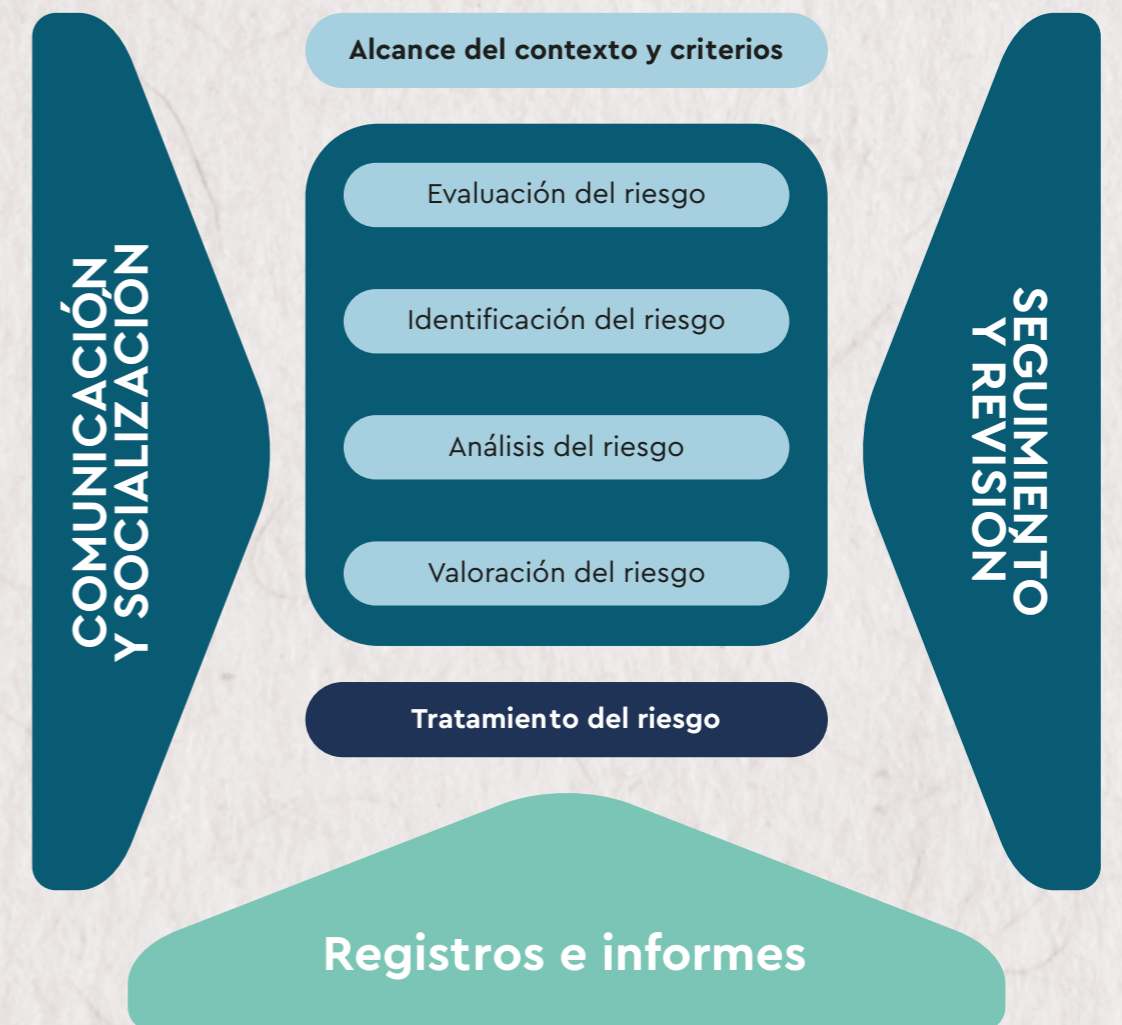 Alcance del contexto y criterios
Evaluación del riesgo
Identificación del riesgo
Análisis del riesgo
Valoración del riesgo
Tratamiento del riesgo
COMUNICACIÓN
Y SOCIALIZACIÓN
SEGUIMIENTO
Y REVISIÓN
Registros e informes